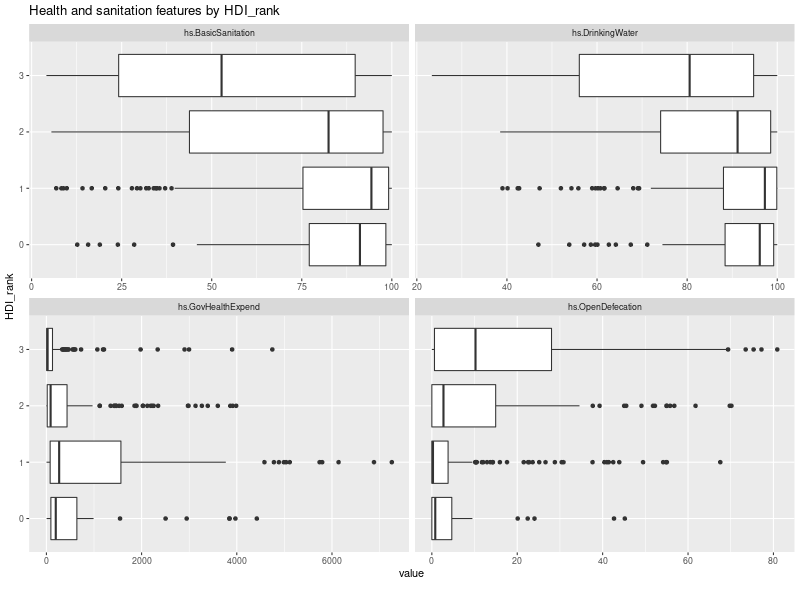 Health and sanitation features by HDI_rank
hs.BasicSanitation
hs.DrinkingWater
3
2
1
0
0 25 50 75 100
20 40 60 80 100
HDI_rank
hs.GovHealthExpend
hs.OpenDefecation
3
2
1
0
0 2000 4000 6000
0 20 40 60 80
value